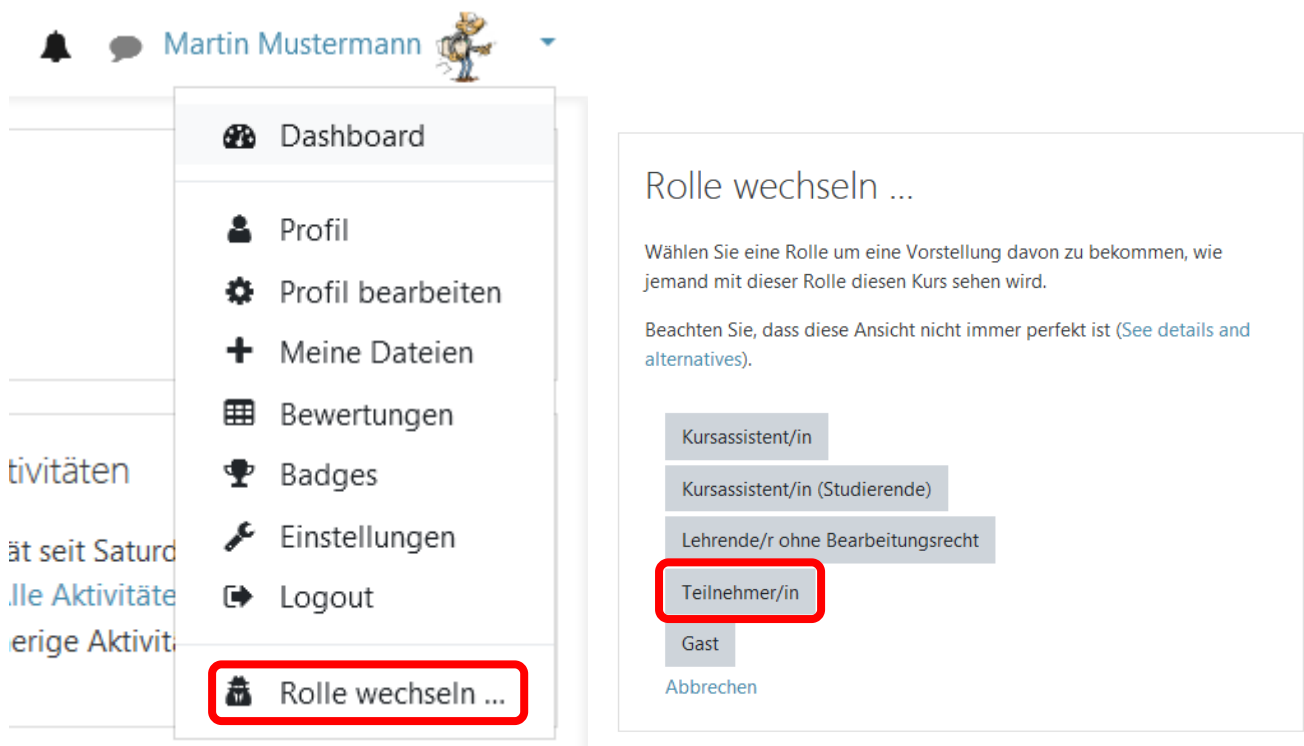 Martin Mustermann
Dashboard
Profil
Profil bearbeiten
Meine Dateien
Bewertungen
Badges
Einstellungen
Logout
Rolle wechseln ...
tivitäten
ät seit Saturd
lle Aktivitäte
erige Aktivit
Rolle wechseln ...
Wählen Sie eine Rolle um eine Vorstellung davon zu bekommen, wie
jemand mit dieser Rolle diesen Kurs sehen wird.
Beachten Sie, dass diese Ansicht nicht immer perfekt ist (See details and
alternatives).
Kursassistent/in
Kursassistent/in (Studierende)
Lehrende/r ohne Bearbeitungsrecht
Teilnehmer/in
Gast
Abbrechen